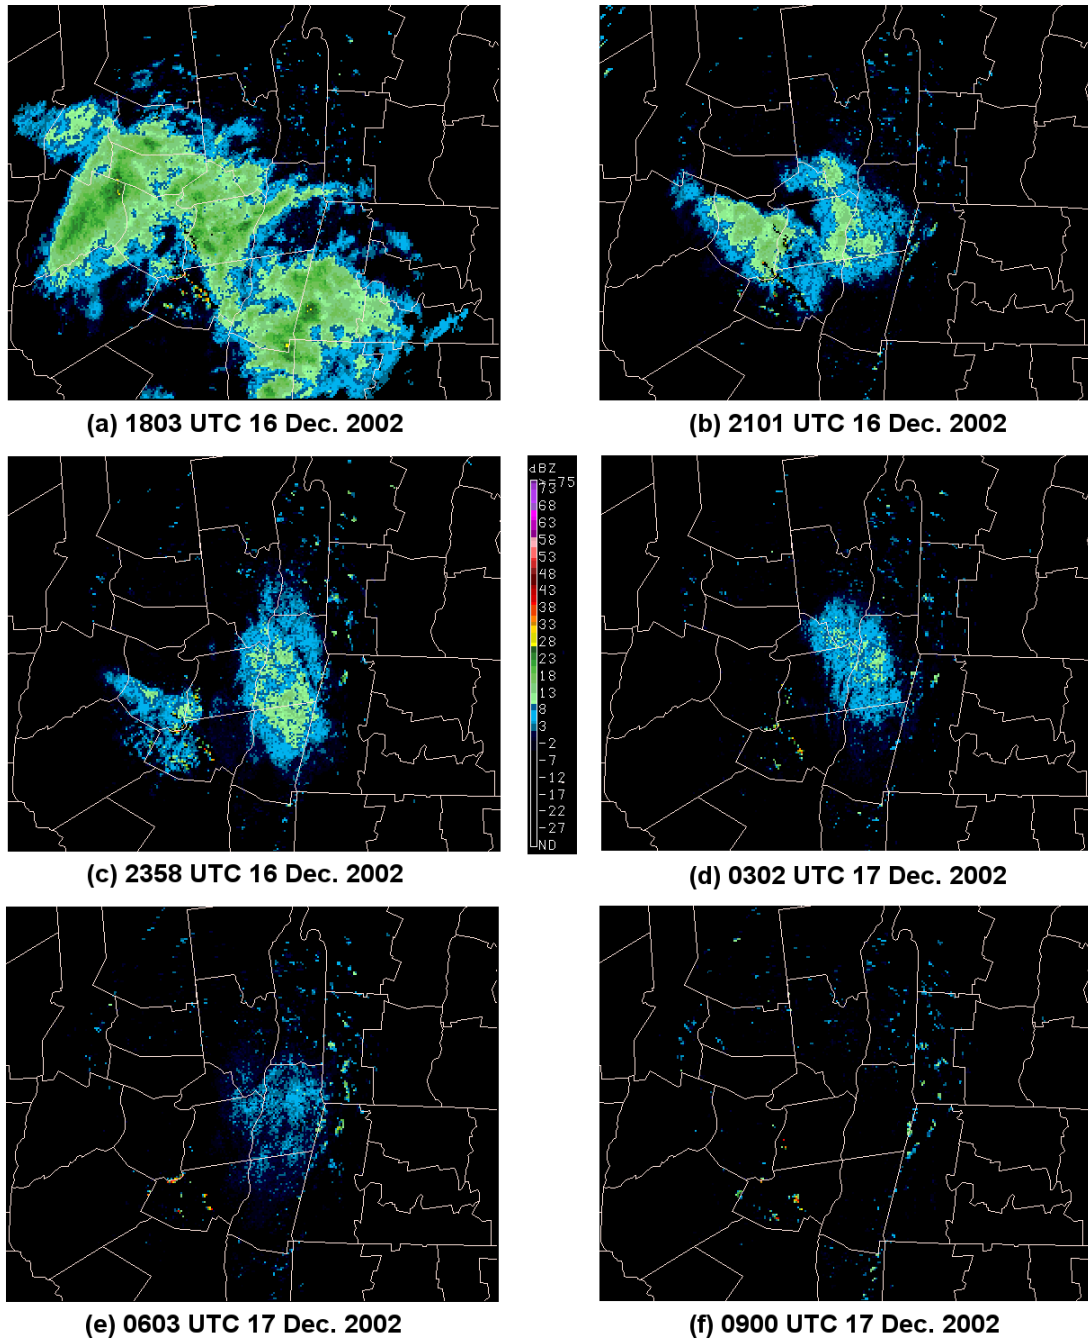 (a) 1803 UTC 16 Dec. 2002
(b) 2101 UTC 16 Dec. 2002
dBZ
>=75
73
68
63
58
53
48
43
38
33
28
23
18
13
8
3
-2
-7
-12
-17
-22
-27
ND
(c) 2358 UTC 16 Dec. 2002
(d) 0302 UTC 17 Dec. 2002
(e) 0603 UTC 17 Dec. 2002
(f) 0900 UTC 17 Dec. 2002